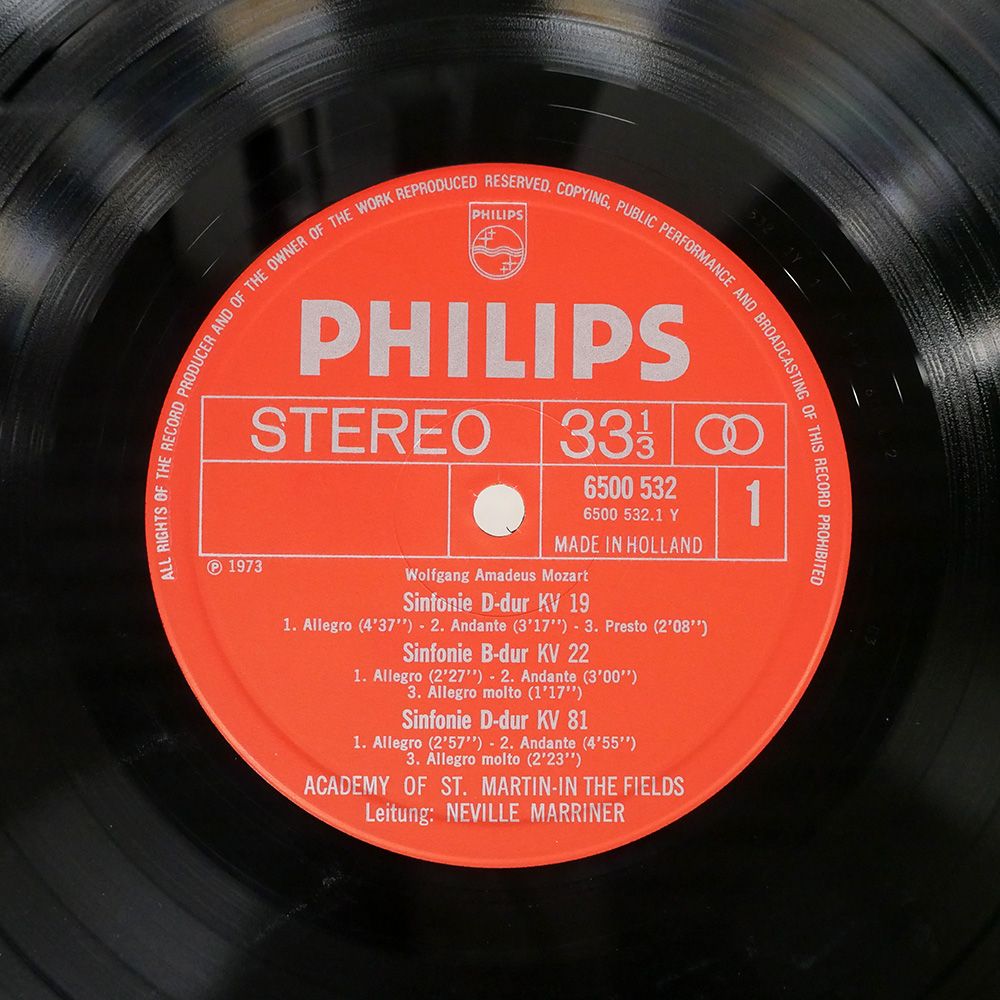 ALL RIGHTS OF THE RECORD PRODUCER AND OF THE OWNER OF THE WORK REPRODUCED RESERVED. COPYING, PUBLIC PERFORMANCE AND BROADCASTING OF THIS RECORD PROHIBITED
PHILIPS
PHILIPS
STEREO 33 1/3
6500 532 1
6500 532.1 Y
MADE IN HOLLAND
℗ 1973
Wolfgang Amadeus Mozart
Sinfonie D-dur KV 19
1. Allegro (4'37'') - 2. Andante (3'17'') - 3. Presto (2'08'')
Sinfonie B-dur KV 22
1. Allegro (2'27'') - 2. Andante (3'00'')
3. Allegro molto (1'17'')
Sinfonie D-dur KV 81
1. Allegro (2'57'') - 2. Andante (4'55'')
3. Allegro molto (2'23'')
ACADEMY OF ST. MARTIN-IN THE FIELDS
Leitung: NEVILLE MARRINER